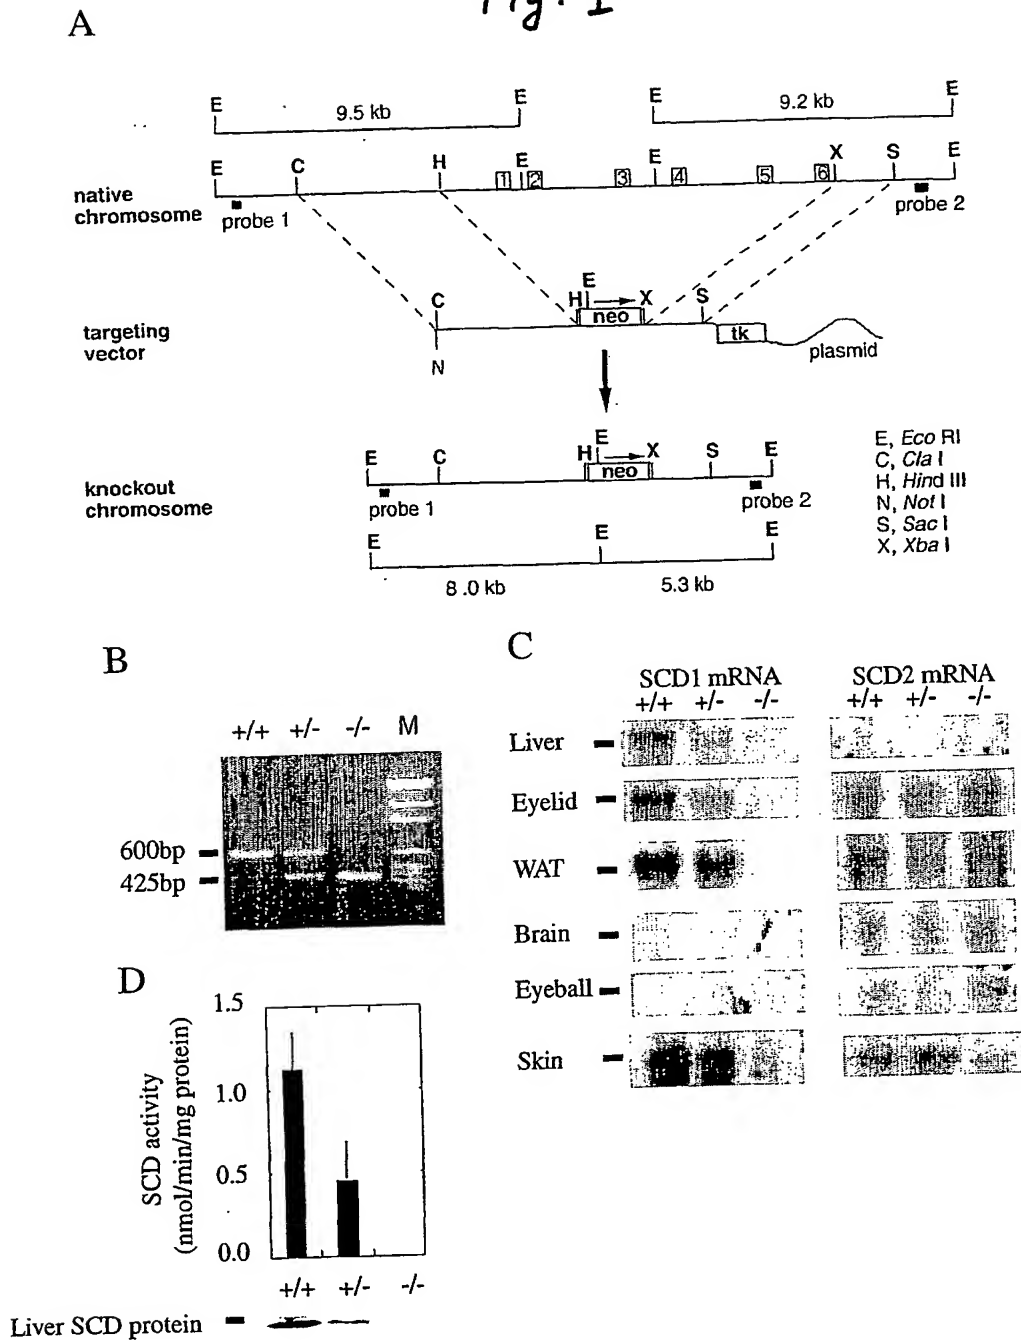 Fig. 1
A
E 9.5 kb E E 9.2 kb E
E C H 1 E 2 3 E 4 5 6 X S E
native
chromosome
probe 1
probe 2
C H E X S
neo
targeting
vector
tk
N
plasmid
E C H E X S E
neo
knockout
chromosome
probe 1
probe 2
E E E
8.0 kb 5.3 kb
E, Eco RI
C, Cla I
H, Hind III
N, Not I
S, Sac I
X, Xba I
B
+/+ +/- -/- M
600bp
425bp
C
SCD1 mRNA SCD2 mRNA
+/+ +/- -/- +/+ +/- -/-
Liver
Eyelid
WAT
Brain
Eyeball
Skin
D
SCD activity
(nmol/min/mg protein)
1.5
1.0
0.5
0.0
+/+ +/- -/-
Liver SCD protein